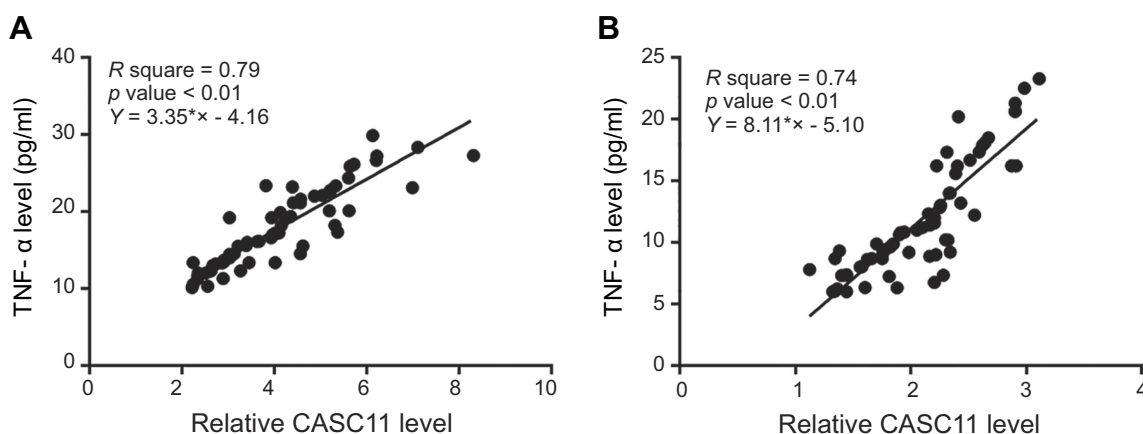 A
TNF- α level (pg/ml)
40
30
20
10
0
R square = 0.79
p value < 0.01
Y = 3.35*× - 4.16
0 2 4 6 8 10
Relative CASC11 level
B
TNF- α level (pg/ml)
25
20
15
10
5
0
R square = 0.74
p value < 0.01
Y = 8.11*× - 5.10
0 1 2 3 4
Relative CASC11 level